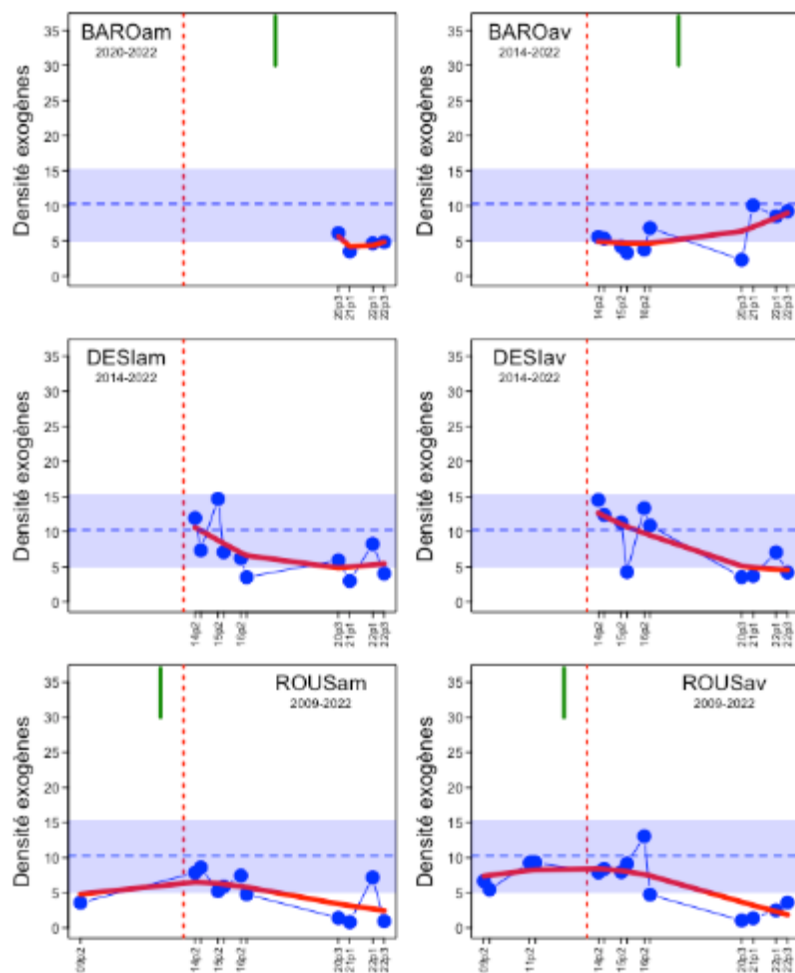 BAROam
2020-2022
Densité exogènes
35
30
25
20
15
10
5
0
20p3
21p1
22p1
22p3
BAROav
2014-2022
Densité exogènes
35
30
25
20
15
10
5
0
14p2
15p2
16p2
20p3
21p1
22p1
22p3
DESIam
2014-2022
Densité exogènes
35
30
25
20
15
10
5
0
14p2
15p2
16p2
20p3
21p1
22p1
22p3
DESIav
2014-2022
Densité exogènes
35
30
25
20
15
10
5
0
14p2
15p2
16p2
20p3
21p1
22p1
22p3
ROUSam
2009-2022
Densité exogènes
35
30
25
20
15
10
5
0
09p2
14p2
15p2
16p2
20p3
21p1
22p1
22p3
ROUSav
2009-2022
Densité exogènes
35
30
25
20
15
10
5
0
09p2
11p2
14p2
15p2
16p2
20p3
21p1
22p1
22p3